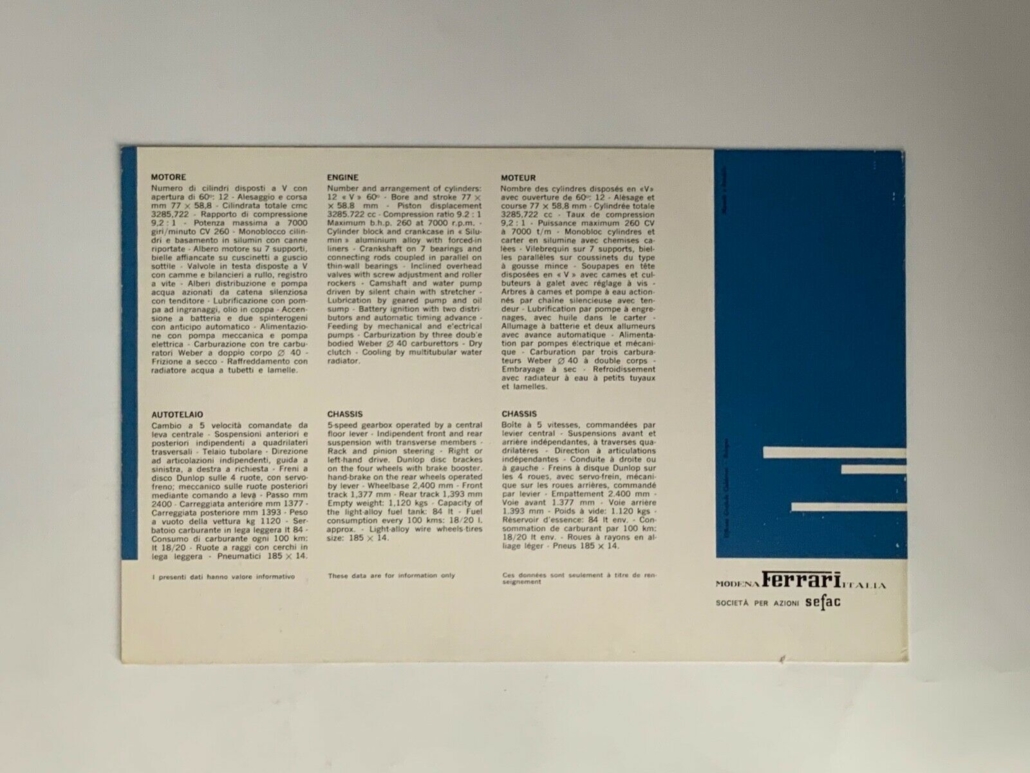 MOTORE
Numero di cilindri disposti a V con
apertura di 60º: 12 - Alesaggio e corsa
mm 77 × 58,8 - Cilindrata totale cmc
3285,722 - Rapporto di compressione
9,2 : 1 - Potenza massima a 7000
giri/minuto CV 260 - Monoblocco cilin-
dri e basamento in silumin con canne
riportate - Albero motore su 7 supporti,
bielle affiancate su cuscinetti a guscio
sottile - Valvole in testa disposte a V
con camme e bilancieri a rullo, registro
a vite - Alberi distribuzione e pompa
acqua azionati da catena silenziosa
con tenditore - Lubrificazione con pom-
pa ad ingranaggi, olio in coppa - Accen-
sione a batteria e due spinterogeni
con anticipo automatico - Alimentazio-
ne con pompa meccanica e pompa
elettrica - Carburazione con tre carbu-
ratori Weber a doppio corpo Ø 40 -
Frizione a secco - Raffreddamento con
radiatore acqua a tubetti e lamelle.
AUTOTELAIO
Cambio a 5 velocità comandate da
leva centrale - Sospensioni anteriori e
posteriori indipendenti a quadrilateri
trasversali - Telaio tubolare - Direzione
ad articolazioni indipendenti, guida a
sinistra, a destra a richiesta - Freni a
disco Dunlop sulle 4 ruote, con servo-
freno; meccanico sulle ruote posteriori
mediante comando a leva - Passo mm
2400 - Carreggiata anteriore mm 1377 -
Carreggiata posteriore mm 1393 - Peso
a vuoto della vettura kg 1120 - Ser-
batoio carburante in lega leggera lt 84 -
Consumo di carburante ogni 100 km:
lt 18/20 - Ruote a raggi con cerchi in
lega leggera - Pneumatici 185 × 14.
I presenti dati hanno valore informativo
ENGINE
Number and arrangement of cylinders:
12 « V » 60º - Bore and stroke 77 ×
× 58.8 mm - Piston displacement
3285.722 cc - Compression ratio 9.2 : 1
Maximum b.h.p. 260 at 7000 r.p.m. -
Cylinder block and crankcase in « Silu-
min » aluminium alloy with forced-in
liners - Crankshaft on 7 bearings and
connecting rods coupled in parallel on
thin-wall bearings - Inclined overhead
valves with screw adjustment and roller
rockers - Camshaft and water pump
driven by silent chain with stretcher -
Lubrication by geared pump and oil
sump - Battery ignition with two distri-
butors and automatic timing advance -
Feeding by mechanical and electrical
pumps - Carburization by three double
bodied Weber Ø 40 carburettors - Dry
clutch - Cooling by multitubular water
radiator.
CHASSIS
5-speed gearbox operated by a central
floor lever - Indipendent front and rear
suspension with transverse members -
Rack and pinion steering - Right or
left-hand drive. Dunlop disc brackes
on the four wheels with brake booster.
hand-brake on the rear wheels operated
by lever - Wheelbase 2,400 mm - Front
track 1,377 mm - Rear track 1,393 mm
Empty weight: 1,120 kgs - Capacity of
the light-alloy fuel tank: 84 lt - Fuel
consumption every 100 kms: 18/20 l.
approx. - Light-alloy wire wheels-tires
size: 185 × 14.
These data are for information only
MOTEUR
Nombre des cylindres disposés en «V»
avec ouverture de 60º: 12 - Alésage et
course 77 × 58,8 mm - Cylindrée totale
3285,722 cc - Taux de compression
9,2 : 1 - Puissance maximum 260 CV
à 7000 t/m - Monobloc cylindres et
carter en silumine avec chemises ca-
lées - Vilebrequin sur 7 supports, biel-
les parallèles sur coussinets du type
à gousse mince - Soupapes en tête
disposées en « V » avec cames et cul-
buteurs à galet avec réglage à vis -
Arbres à cames et pompe à eau action-
nés par chaîne silencieuse avec ten-
deur - Lubrification par pompe à engre-
nages, avec huile dans le carter -
Allumage à batterie et deux allumeurs
avec avance automatique - Alimenta-
tion par pompes électrique et mécani-
que - Carburation par trois carbura-
teurs Weber Ø 40 à double corps -
Embrayage à sec - Refroidissement
avec radiateur à eau à petits tuyaux
et lamelles.
CHASSIS
Boîte à 5 vitesses, commandées par
levier central - Suspensions avant et
arrière indépendantes, à traverses qua-
drilatères - Direction à articulations
indépendantes - Conduite à droite ou
à gauche - Freins à disque Dunlop sur
les 4 roues, avec servo-frein, mécani-
que sur les roues arrières, commandé
par levier - Empattement 2.400 mm -
Voie avant 1.377 mm - Voie arrière
1.393 mm - Poids à vide: 1.120 kgs -
Réservoir d'essence: 84 lt env. - Con-
sommation de carburant par 100 km:
18/20 lt env. - Roues à rayons en al-
liage léger - Pneus 185 × 14.
Ces données sont seulement à titre de ren-
seignement
MODENA Ferrari ITALIA
SOCIETÀ PER AZIONI sefac